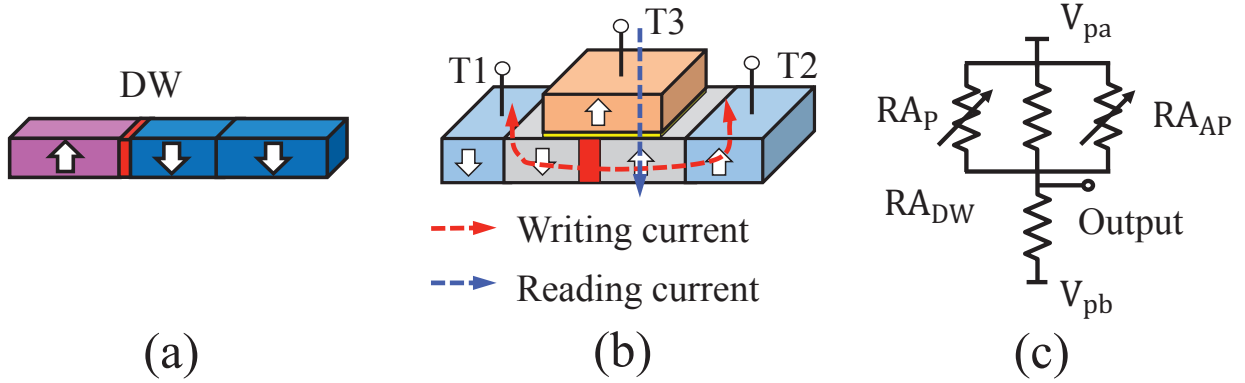 DW
(a)
T1
T3
T2
Writing current
Reading current
(b)
V_pa
RA_P
RA_AP
RA_DW
Output
V_pb
(c)